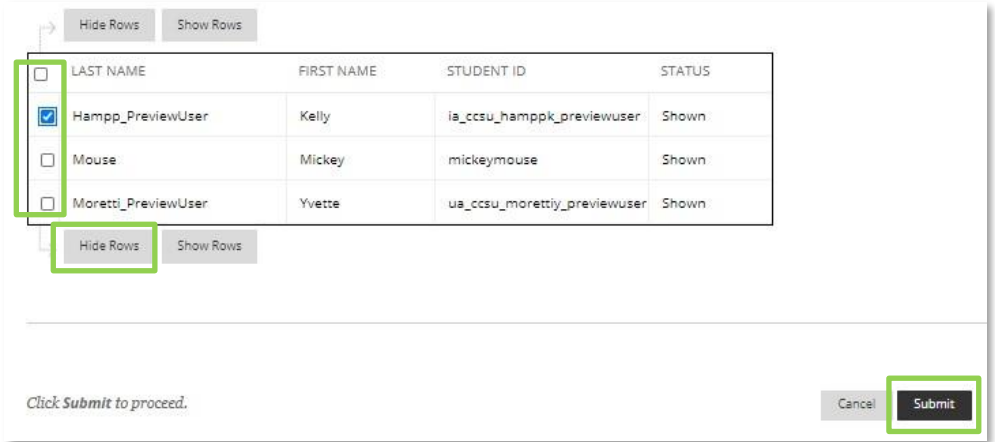 Hide Rows Show Rows
LAST NAME FIRST NAME STUDENT ID STATUS
Hampp_PreviewUser Kelly ia_ccsu_hamppk_previewuser Shown
Mouse Mickey mickeymouse Shown
Moretti_PreviewUser Yvette ua_ccsu_morettiy_previewuser Shown
Hide Rows Show Rows
Click Submit to proceed. Cancel Submit